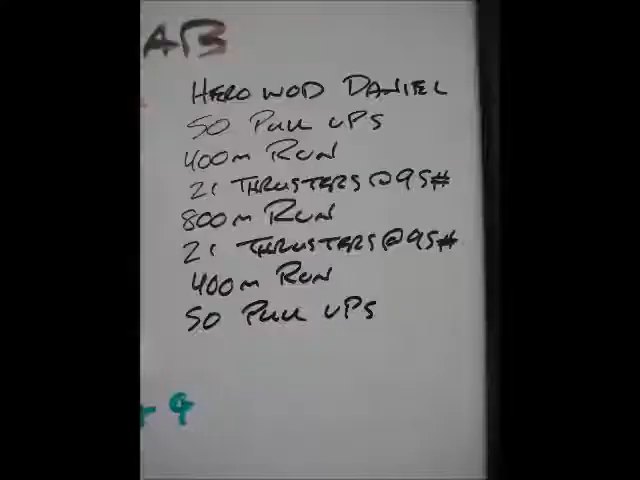 AB
HERO WOD DANIEL
50 PULL UPS
400m RUN
21 THRUSTERS @ 95#
800m RUN
21 THRUSTERS @ 95#
400m RUN
50 PULL UPS